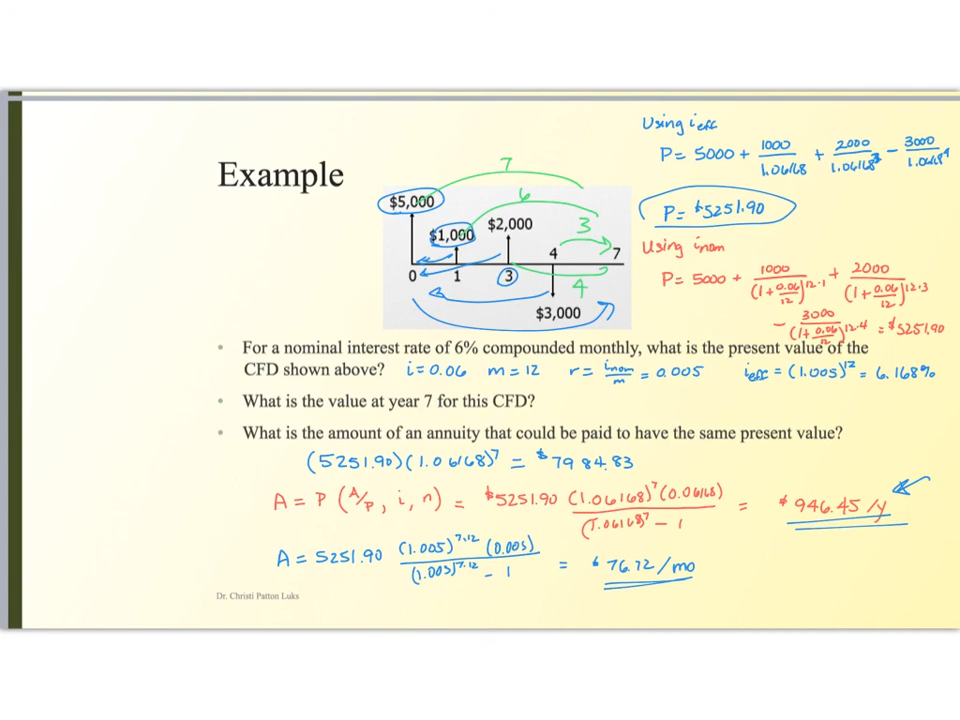 Using ieff
P = 5000 + 1000/1.06168 + 2000/1.06168³ - 3000/1.06168⁴
Example
P = $5251.90
Using inom
P = 5000 + 1000/(1+0.06/12)^12·1 + 2000/(1+0.06/12)^12·3
- 3000/(1+0.06/12)^12·4 = $5251.90
7
6
3
4
$5,000
$1,000
$2,000
4
7
0
1
3
$3,000
• For a nominal interest rate of 6% compounded monthly, what is the present value of the
CFD shown above? i = 0.06 m = 12 r = inom/m = 0.005 ieff = (1.005)^12 = 6.168%
• What is the value at year 7 for this CFD?
• What is the amount of an annuity that could be paid to have the same present value?
(5251.90)(1.06168)^7 = $7984.83
A = P (A/P, i, n) = $5251.90 (1.06168)^7 (0.06168)/(1.06168)^7 - 1 = $946.45/y
A = 5251.90 (1.005)^7·12 (0.005)/(1.005)^7·12 - 1 = $76.72/mo
Dr. Christi Patton Luks